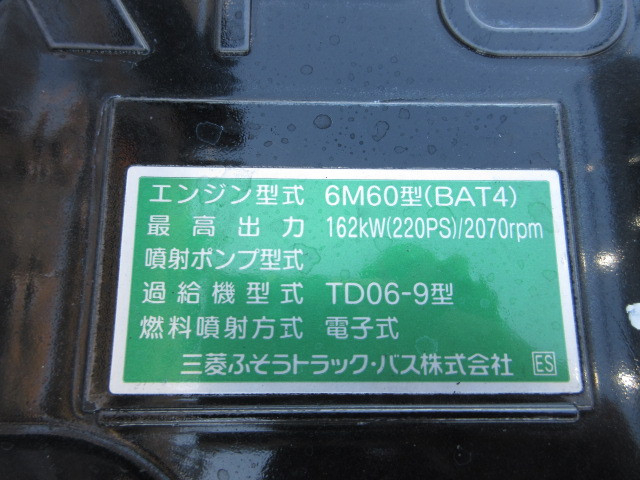 エンジン型式 6M60型(BAT4)
最高出力 162kW(220PS)/2070rpm
噴射ポンプ型式
過給機型式 TD06-9型
燃料噴射方式 電子式
三菱ふそうトラック・バス株式会社 ES